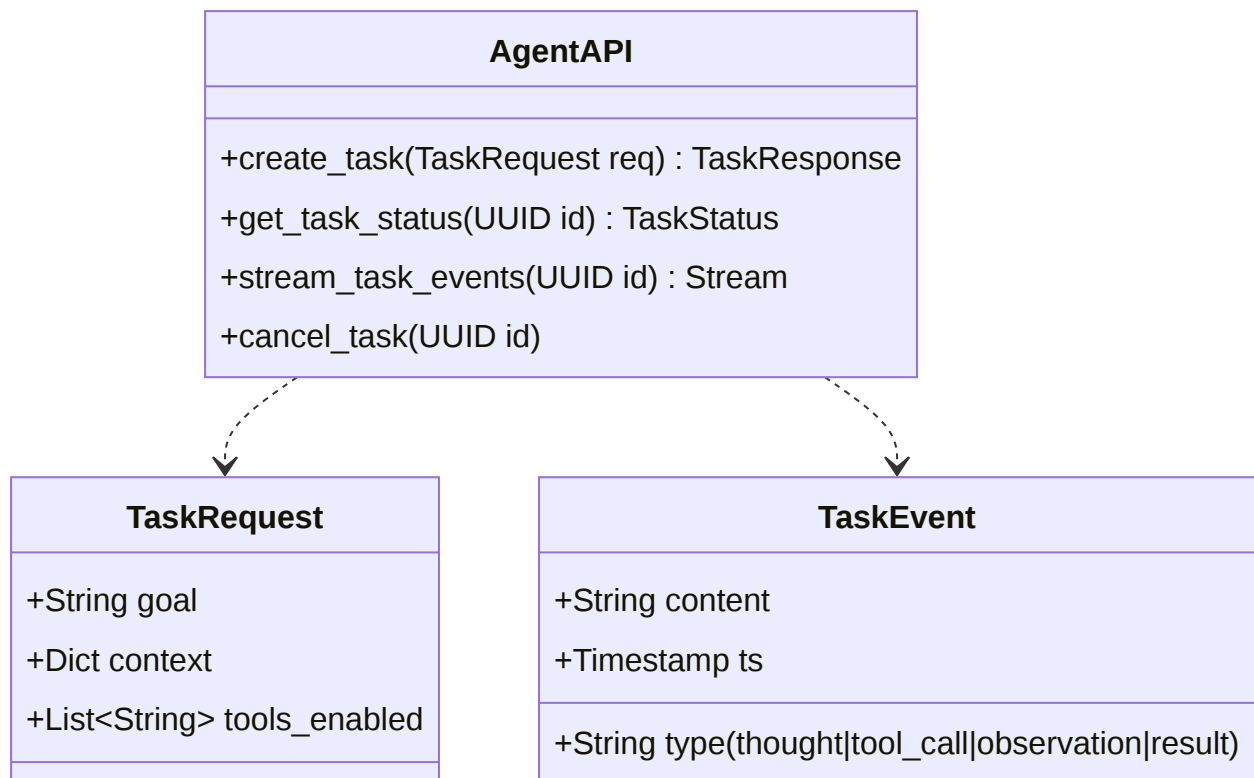 AgentAPI
+create_task(TaskRequest req) : TaskResponse
+get_task_status(UUID id) : TaskStatus
+stream_task_events(UUID id) : Stream
+cancel_task(UUID id)
TaskRequest
+String goal
+Dict context
+List<String> tools_enabled
TaskEvent
+String content
+Timestamp ts
+String type(thought|tool_call|observation|result)